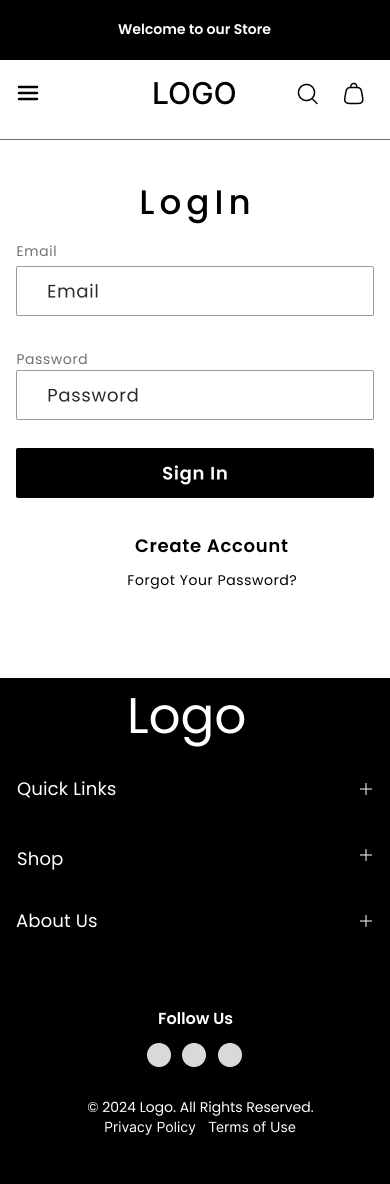 Welcome to our Store
LOGO
LogIn
Email
Email
Password
Password
Sign In
Create Account
Forgot Your Password?
Logo
Quick Links
Shop
About Us
Follow Us
© 2024 Logo. All Rights Reserved.
Privacy Policy Terms of Use